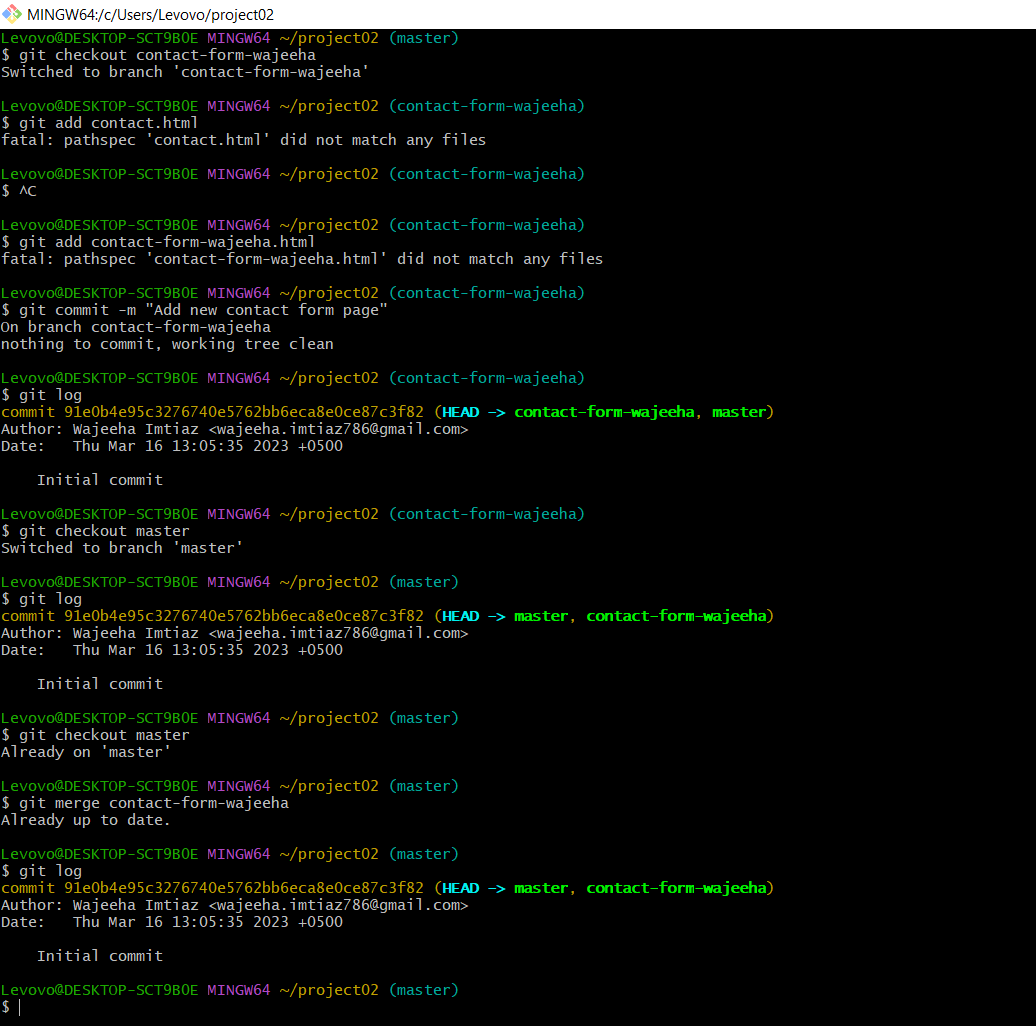 MINGW64:/c/Users/Levovo/project02
Levovo@DESKTOP-SCT9B0E MINGW64 ~/project02 (master)
$ git checkout contact-form-wajeeha
Switched to branch 'contact-form-wajeeha'
Levovo@DESKTOP-SCT9B0E MINGW64 ~/project02 (contact-form-wajeeha)
$ git add contact.html
fatal: pathspec 'contact.html' did not match any files
Levovo@DESKTOP-SCT9B0E MINGW64 ~/project02 (contact-form-wajeeha)
$ ^C
Levovo@DESKTOP-SCT9B0E MINGW64 ~/project02 (contact-form-wajeeha)
$ git add contact-form-wajeeha.html
fatal: pathspec 'contact-form-wajeeha.html' did not match any files
Levovo@DESKTOP-SCT9B0E MINGW64 ~/project02 (contact-form-wajeeha)
$ git commit -m "Add new contact form page"
On branch contact-form-wajeeha
nothing to commit, working tree clean
Levovo@DESKTOP-SCT9B0E MINGW64 ~/project02 (contact-form-wajeeha)
$ git log
commit 91e0b4e95c3276740e5762bb6eca8e0ce87c3f82 (HEAD -> contact-form-wajeeha, master)
Author: Wajeeha Imtiaz <wajeeha.imtiaz786@gmail.com>
Date:   Thu Mar 16 13:05:35 2023 +0500
    Initial commit
Levovo@DESKTOP-SCT9B0E MINGW64 ~/project02 (contact-form-wajeeha)
$ git checkout master
Switched to branch 'master'
Levovo@DESKTOP-SCT9B0E MINGW64 ~/project02 (master)
$ git log
commit 91e0b4e95c3276740e5762bb6eca8e0ce87c3f82 (HEAD -> master, contact-form-wajeeha)
Author: Wajeeha Imtiaz <wajeeha.imtiaz786@gmail.com>
Date:   Thu Mar 16 13:05:35 2023 +0500
    Initial commit
Levovo@DESKTOP-SCT9B0E MINGW64 ~/project02 (master)
$ git checkout master
Already on 'master'
Levovo@DESKTOP-SCT9B0E MINGW64 ~/project02 (master)
$ git merge contact-form-wajeeha
Already up to date.
Levovo@DESKTOP-SCT9B0E MINGW64 ~/project02 (master)
$ git log
commit 91e0b4e95c3276740e5762bb6eca8e0ce87c3f82 (HEAD -> master, contact-form-wajeeha)
Author: Wajeeha Imtiaz <wajeeha.imtiaz786@gmail.com>
Date:   Thu Mar 16 13:05:35 2023 +0500
    Initial commit
Levovo@DESKTOP-SCT9B0E MINGW64 ~/project02 (master)
$